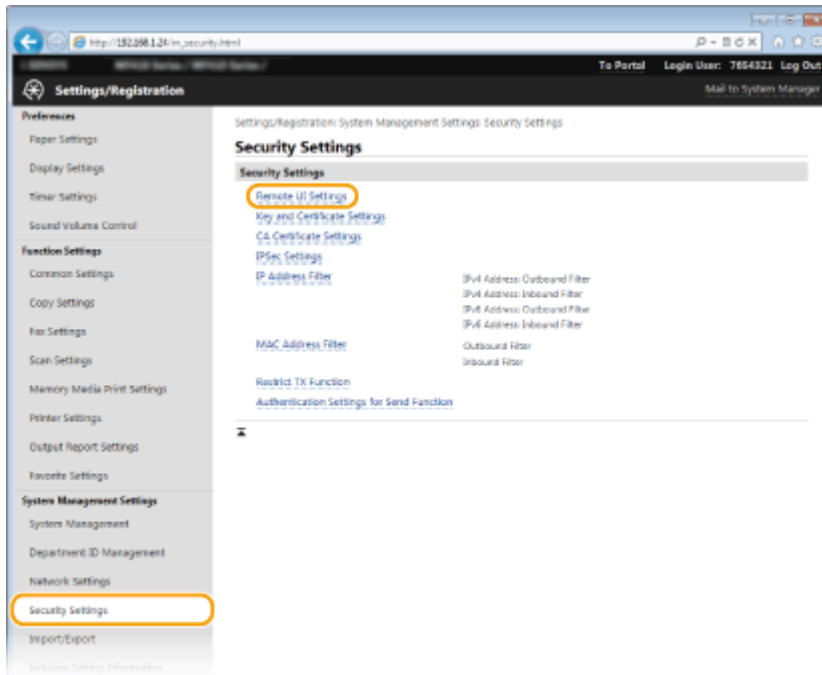 http://192.168.1.24/m_security.html
To Portal Login User: 7654321 Log Out
Settings/Registration
Mail to System Manager
Preferences
Paper Settings
Display Settings
Timer Settings
Sound Volume Control
Function Settings
Common Settings
Copy Settings
Fax Settings
Scan Settings
Memory Media Print Settings
Printer Settings
Output Report Settings
Favorite Settings
System Management Settings
System Management
Department ID Management
Network Settings
Security Settings
Import/Export
Initialize Setting Information
Settings/Registration: System Management Settings: Security Settings
Security Settings
Security Settings
Remote UI Settings
Key and Certificate Settings
CA Certificate Settings
IPSec Settings
IP Address Filter
IPv4 Address: Outbound Filter
IPv4 Address: Inbound Filter
IPv6 Address: Outbound Filter
IPv6 Address: Inbound Filter
MAC Address Filter
Outbound Filter
Inbound Filter
Restrict TX Function
Authentication Settings for Send Function